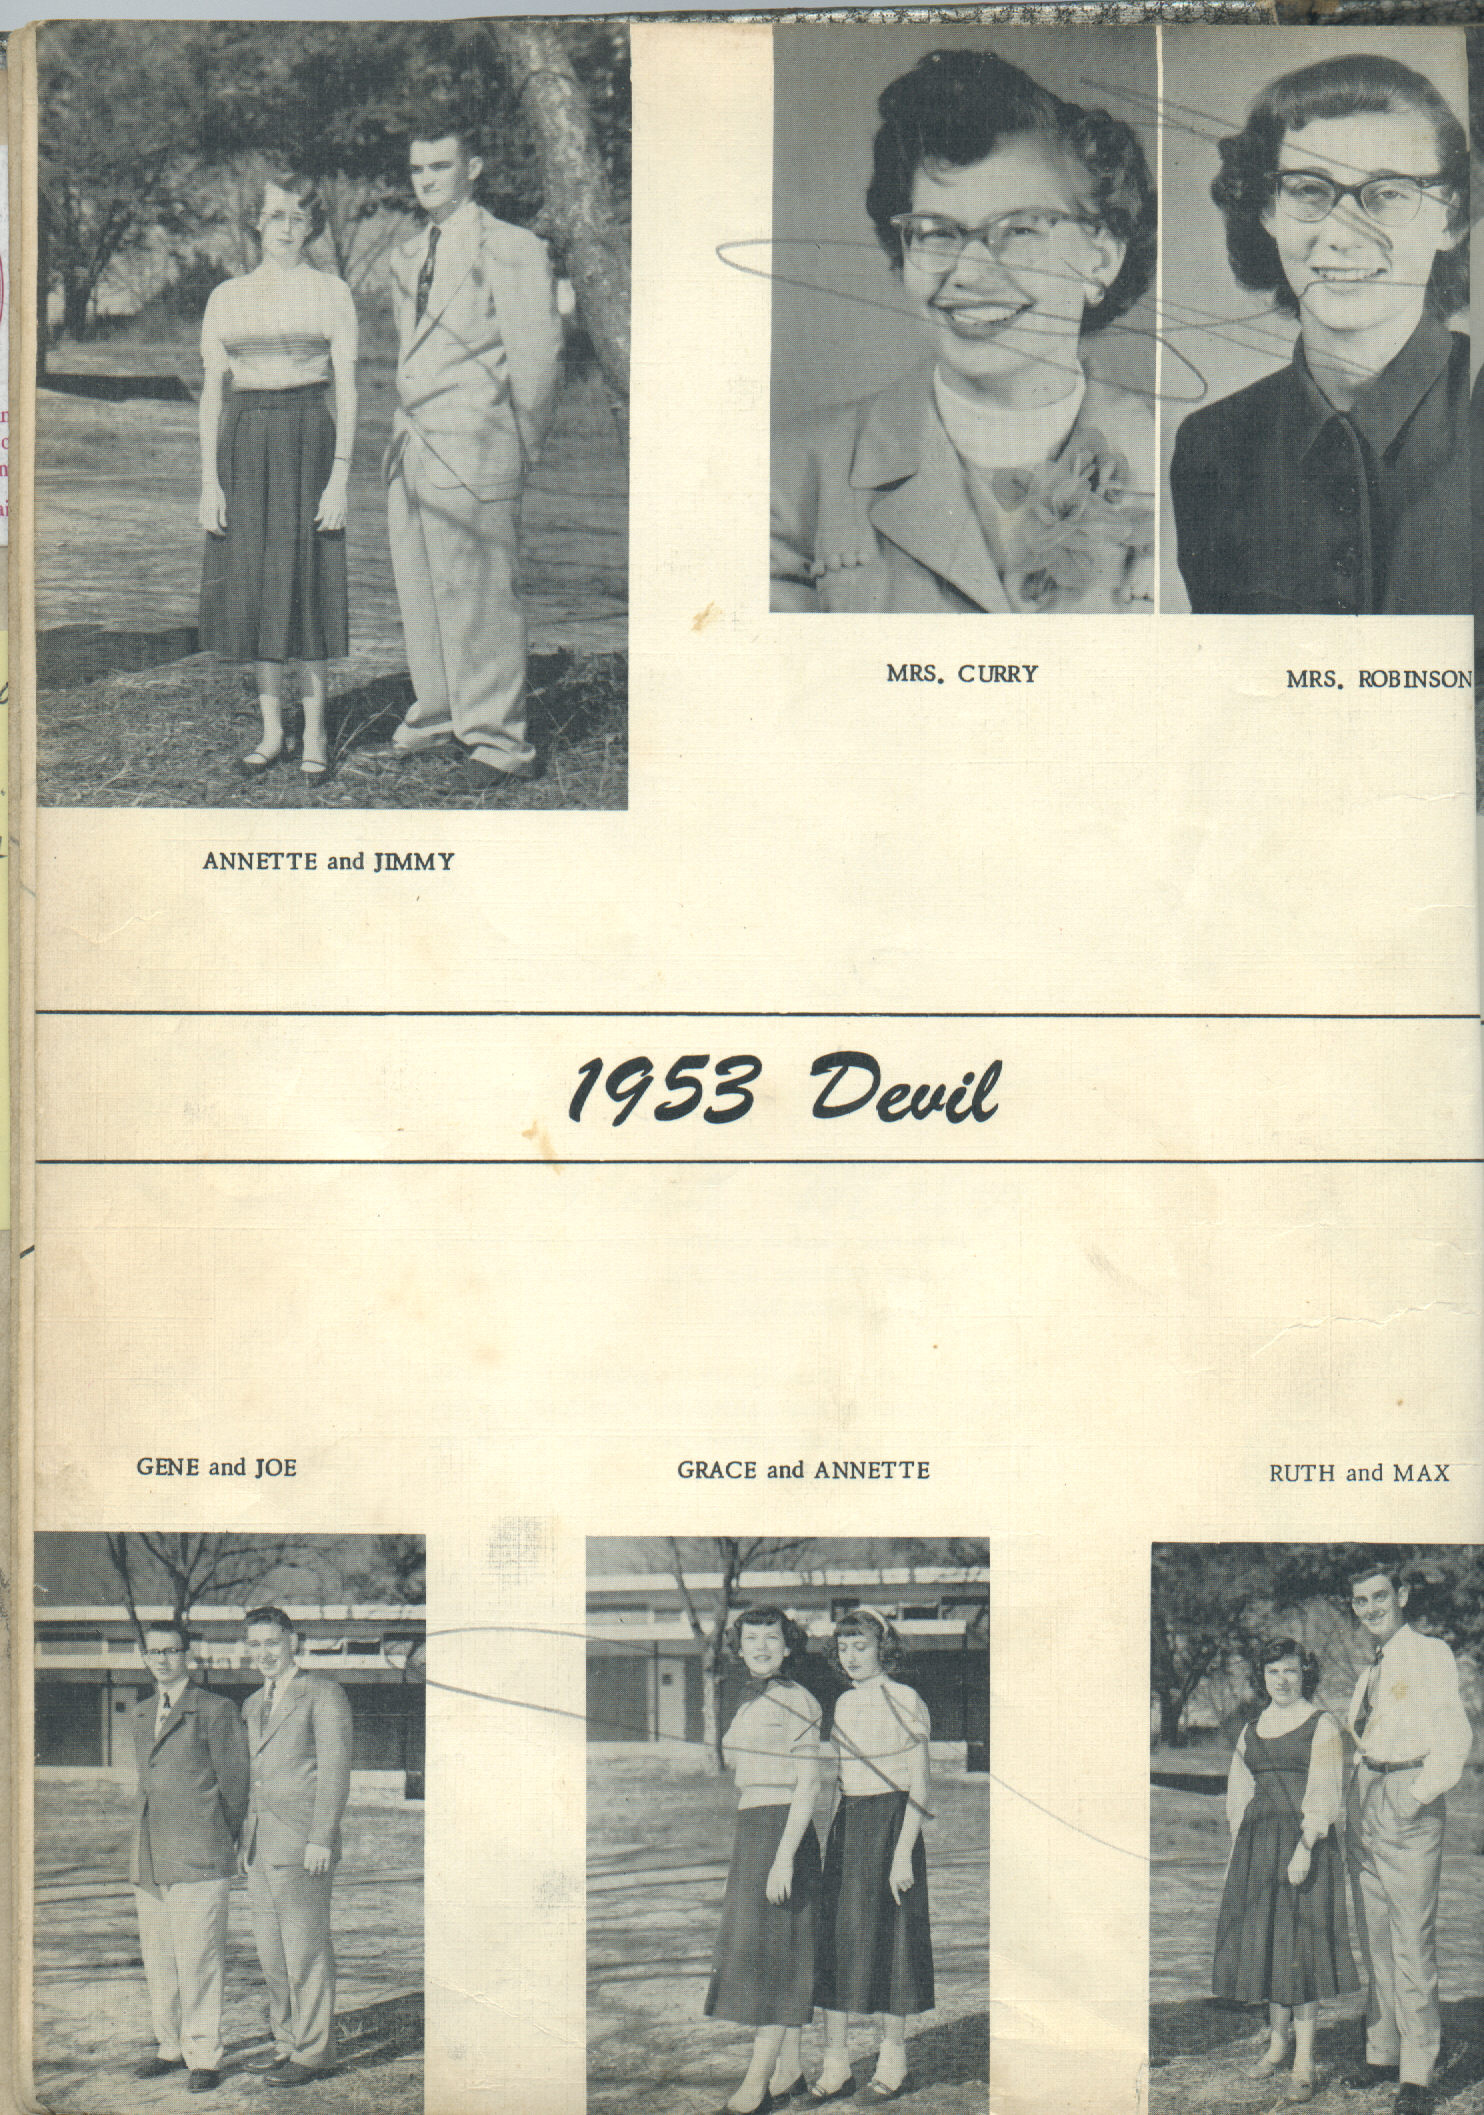 MRS. CURRY
MRS. ROBINSON
ANNETTE and JIMMY
1953 Devil
GENE and JOE
GRACE and ANNETTE
RUTH and MAX